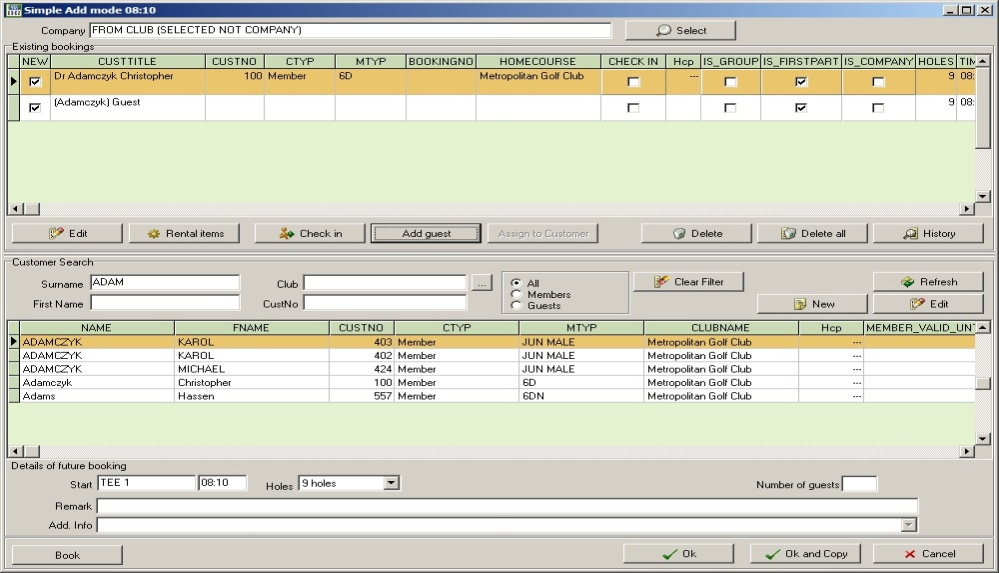 Simple Add mode 08:10
Company FROM CLUB (SELECTED NOT COMPANY) Select
Existing bookings
NEW CUSTTITLE CUSTNO CTYP MTYP BOOKINGNO HOMECOURSE CHECK IN Hcp IS_GROUP IS_FIRSTPART IS_COMPANY HOLES TIM
Dr Adamczyk Christopher 100 Member 6D Metropolitan Golf Club --- 9 08:
(Adamczyk) Guest 9 08:
Edit Rental items Check in Add guest Assign to Customer Delete Delete all History
Customer Search
Surname ADAM Club ... All Clear Filter Refresh
Members
First Name CustNo Guests New Edit
NAME FNAME CUSTNO CTYP MTYP CLUBNAME Hcp MEMBER_VALID_UNT
ADAMCZYK KAROL 403 Member JUN MALE Metropolitan Golf Club ---
ADAMCZYK KAROL 402 Member JUN MALE Metropolitan Golf Club ---
ADAMCZYK MICHAEL 424 Member JUN MALE Metropolitan Golf Club ---
Adamczyk Christopher 100 Member 6D Metropolitan Golf Club ---
Adams Hassen 557 Member 6DN Metropolitan Golf Club ---
Details of future booking
Start TEE 1 08:10 Holes 9 holes Number of guests
Remark
Add. Info
Book Ok Ok and Copy Cancel